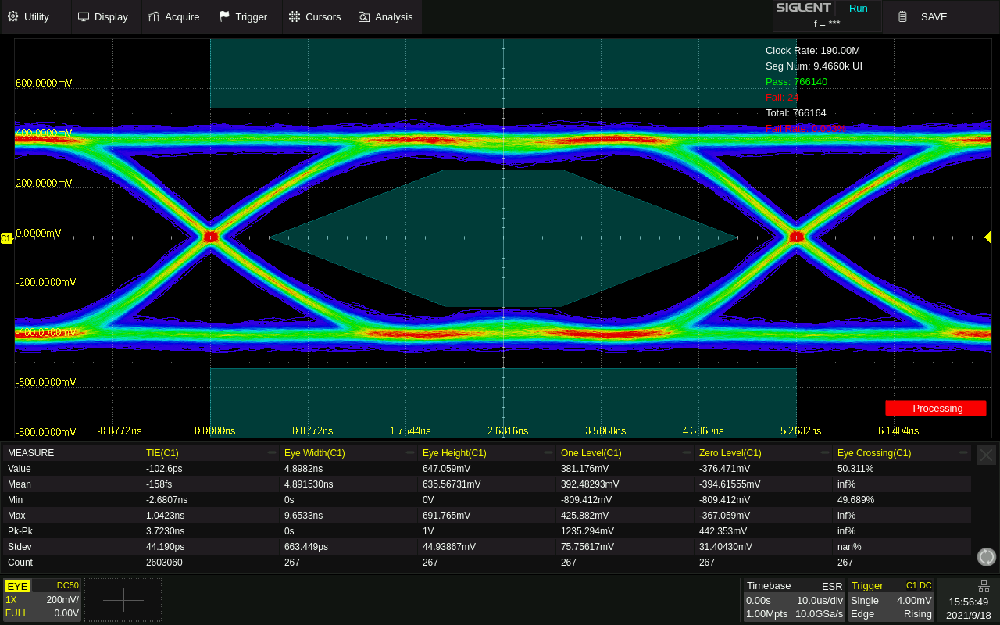 Utility Display Acquire Trigger Cursors Analysis SIGLENT Run SAVE
f = ***
Clock Rate: 190.00M
Seg Num: 9.4660k UI
Pass: 766140
Fail: 24
Total: 766164
Fail Rate: 0.003%
600.0000mV
400.0000mV
200.0000mV
C1 0.0000mV
-200.0000mV
-400.0000mV
-600.0000mV
Processing
-800.0000mV -0.8772ns 0.0000ns 0.8772ns 1.7544ns 2.6316ns 3.5088ns 4.3860ns 5.2632ns 6.1404ns
MEASURE TIE(C1) Eye Width(C1) Eye Height(C1) One Level(C1) Zero Level(C1) Eye Crossing(C1)
Value -102.6ps 4.8982ns 647.059mV 381.176mV -376.471mV 50.311%
Mean -158fs 4.891530ns 635.56731mV 392.48293mV -394.61555mV inf%
Min -2.6807ns 0s 0V -809.412mV -809.412mV 49.689%
Max 1.0423ns 9.6533ns 691.765mV 425.882mV -367.059mV inf%
Pk-Pk 3.7230ns 0s 1V 1235.294mV 442.353mV inf%
Stdev 44.190ps 663.449ps 44.93867mV 75.75617mV 31.40430mV nan%
Count 2603060 267 267 267 267 267
EYE DC50
1X 200mV/
FULL 0.00V
Timebase ESR
0.00s 10.0us/div
1.00Mpts 10.0GSa/s
Trigger C1 DC
Single 4.00mV
Edge Rising
15:56:49
2021/9/18